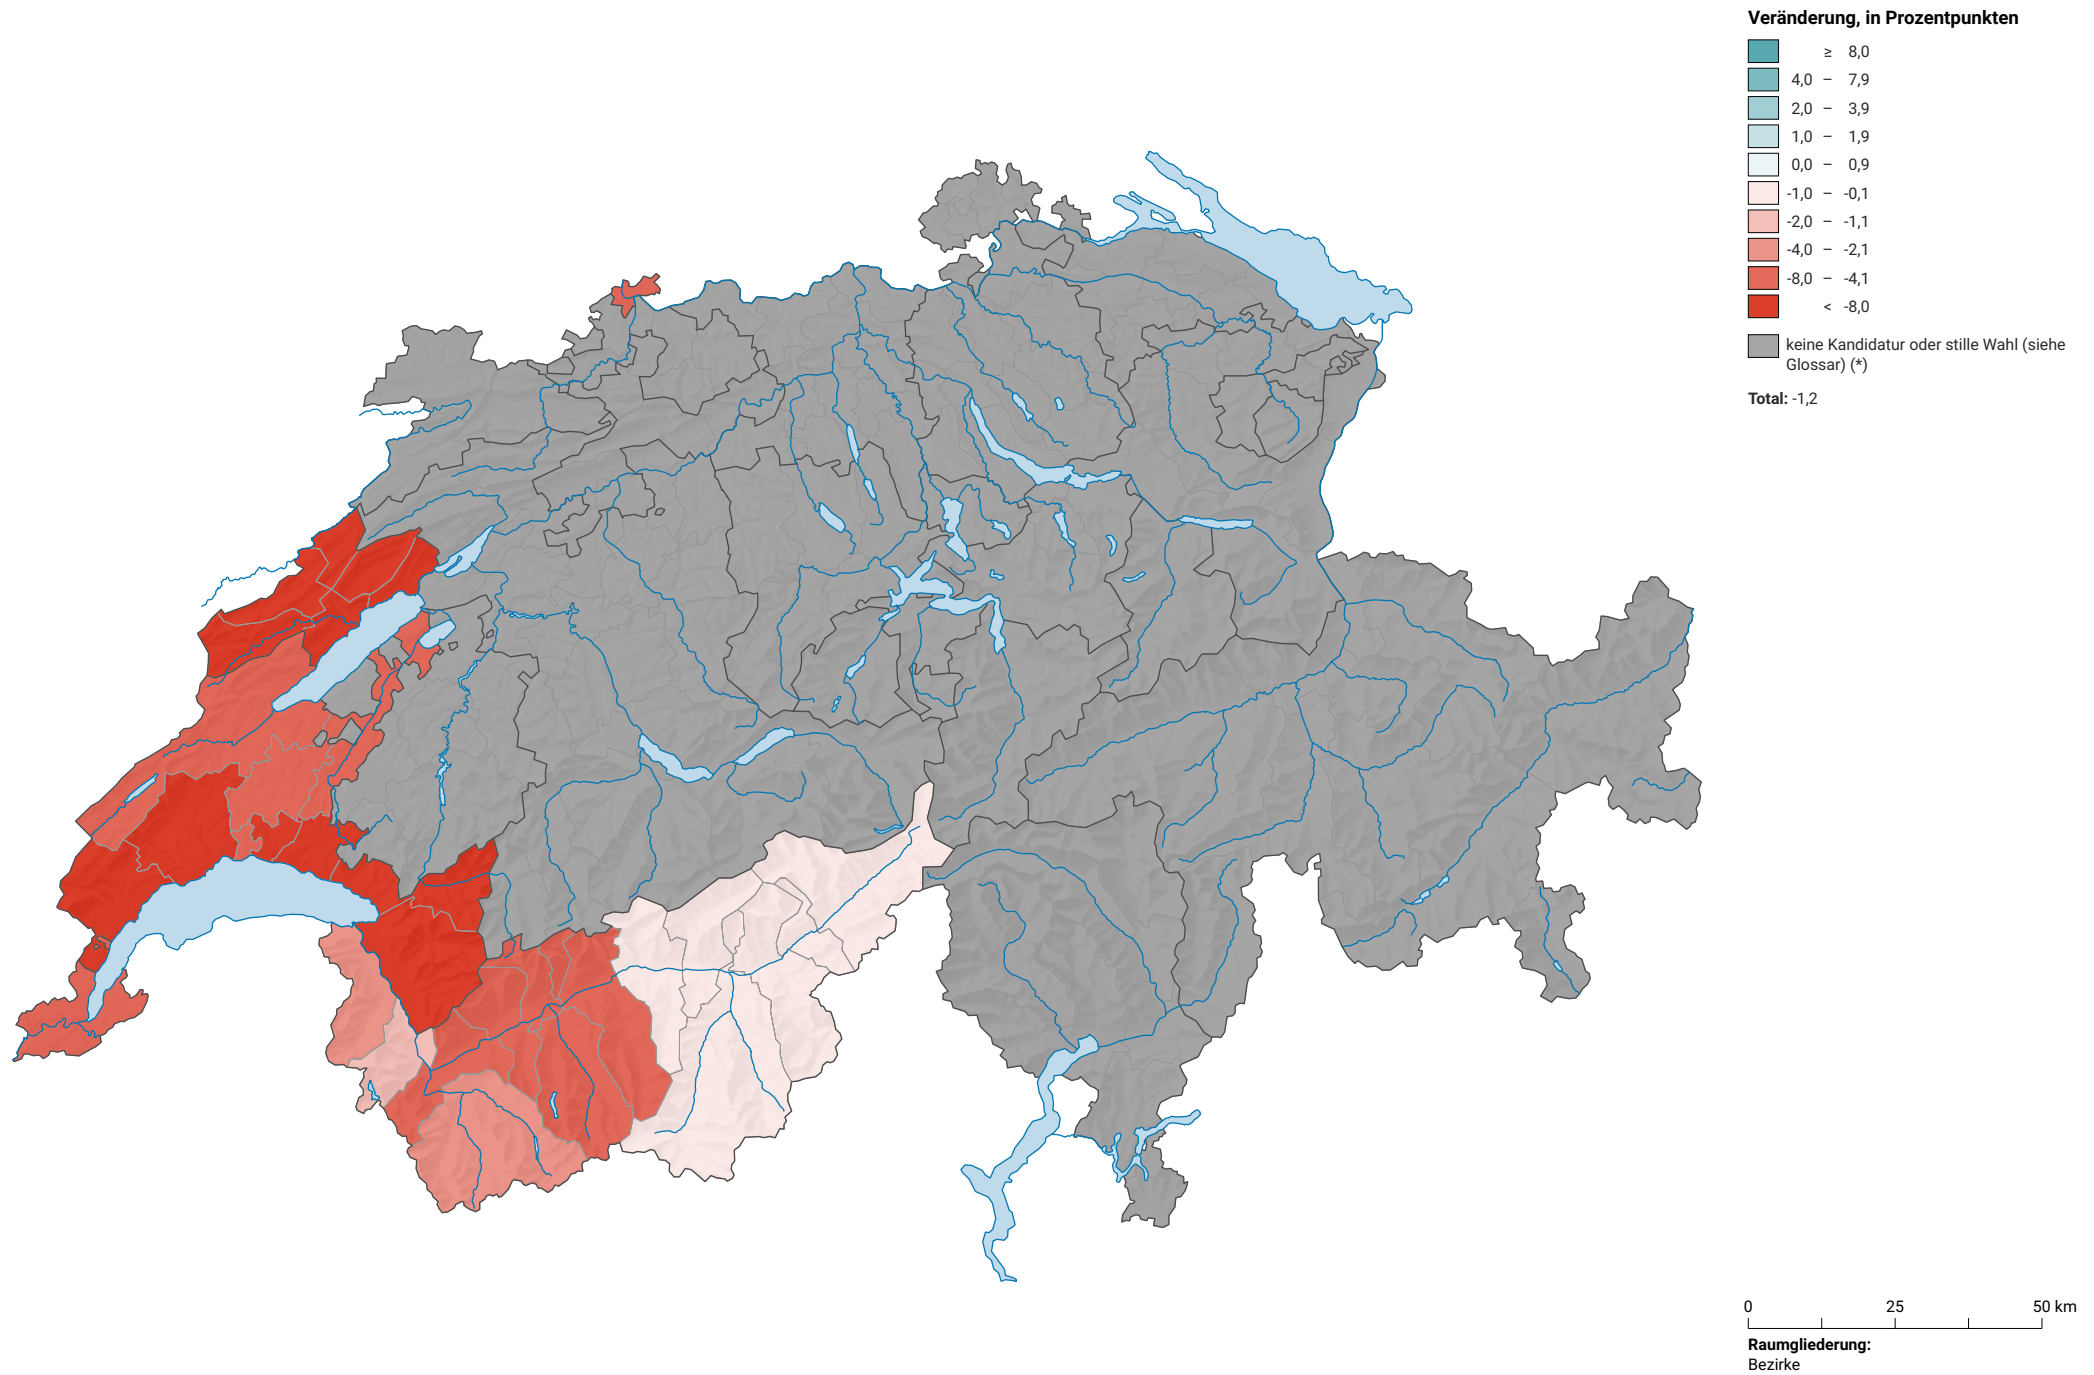 Veränderung, in Prozentpunkten
≥ 8,0
4,0 – 7,9
2,0 – 3,9
1,0 – 1,9
0,0 – 0,9
-1,0 – -0,1
-2,0 – -1,1
-4,0 – -2,1
-8,0 – -4,1
< -8,0
keine Kandidatur oder stille Wahl (siehe
Glossar) (*)
Total: -1,2
0 25 50 km
Raumgliederung:
Bezirke